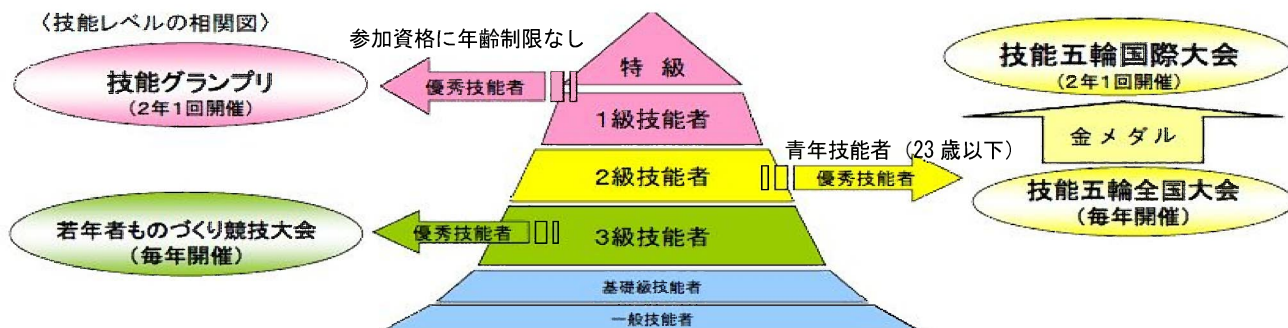 〈技能レベルの相関図〉
参加資格に年齢制限なし
技能グランプリ
(2年1回開催)
優秀技能者
特 級
1級技能者
技能五輪国際大会
(2年1回開催)
金メダル
青年技能者(23歳以下)
2級技能者
優秀技能者
技能五輪全国大会
(毎年開催)
若年者ものづくり競技大会
(毎年開催)
優秀技能者
3級技能者
基礎級技能者
一般技能者